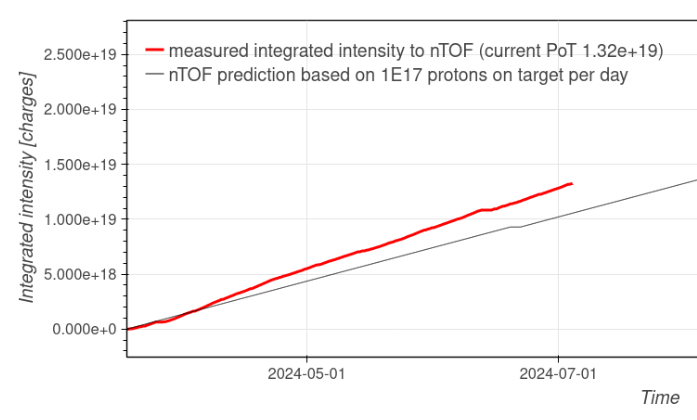 measured integrated intensity to nTOF (current PoT 1.32e+19)
nTOF prediction based on 1E17 protons on target per day
Integrated intensity [charges]
2.500e+19
2.000e+19
1.500e+19
1.000e+19
5.000e+18
0.000e+0
2024-05-01
2024-07-01
Time